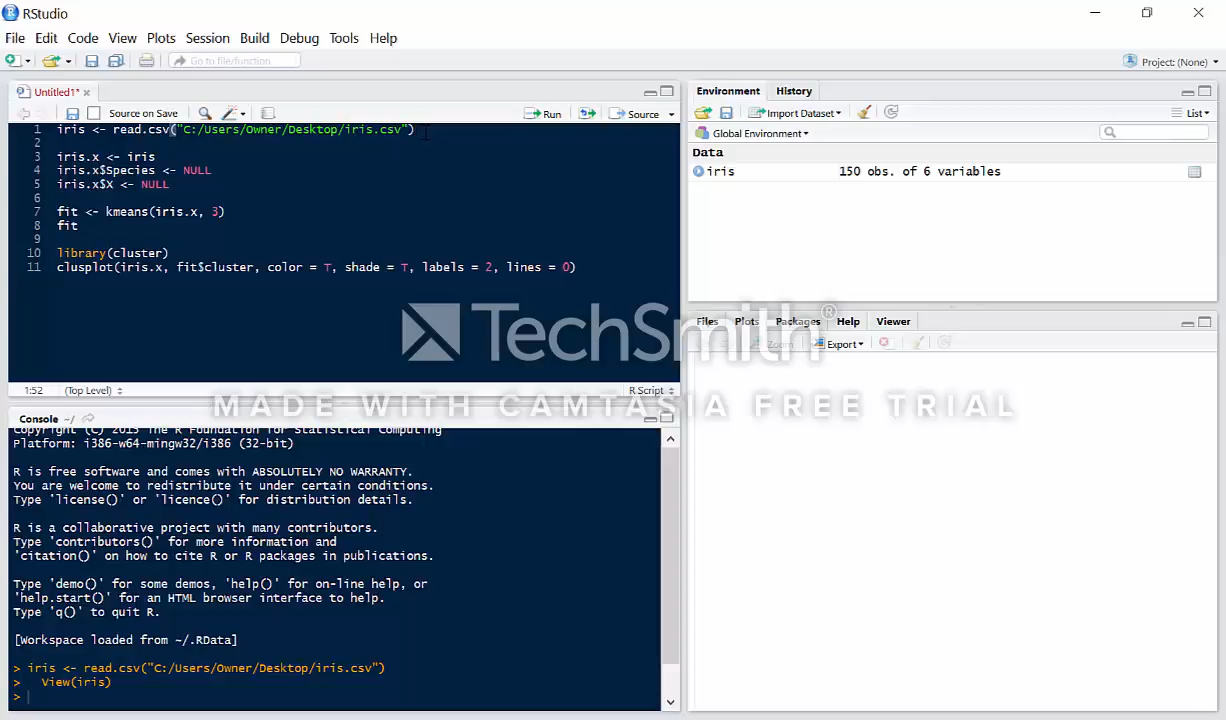 RStudio
File Edit Code View Plots Session Build Debug Tools Help
Go to file/function
Project: (None)
Untitled1*
Source on Save
Run
Source
1 iris <- read.csv("C:/Users/Owner/Desktop/iris.csv")
2
3 iris.x <- iris
4 iris.x$Species <- NULL
5 iris.x$X <- NULL
6
7 fit <- kmeans(iris.x, 3)
8 fit
9
10 library(cluster)
11 clusplot(iris.x, fit$cluster, color = T, shade = T, labels = 2, lines = 0)
1:52 (Top Level) R Script
Console ~/
Copyright (C) 2015 The R Foundation for Statistical Computing
Platform: i386-w64-mingw32/i386 (32-bit)
R is free software and comes with ABSOLUTELY NO WARRANTY.
You are welcome to redistribute it under certain conditions.
Type 'license()' or 'licence()' for distribution details.
R is a collaborative project with many contributors.
Type 'contributors()' for more information and
'citation()' on how to cite R or R packages in publications.
Type 'demo()' for some demos, 'help()' for on-line help, or
'help.start()' for an HTML browser interface to help.
Type 'q()' to quit R.
[Workspace loaded from ~/.RData]
> iris <- read.csv("C:/Users/Owner/Desktop/iris.csv")
> View(iris)
>
Environment History
Import Dataset List
Global Environment
Data
iris 150 obs. of 6 variables
Files Plots Packages Help Viewer
Zoom Export
TechSmith®
MADE WITH CAMTASIA FREE TRIAL